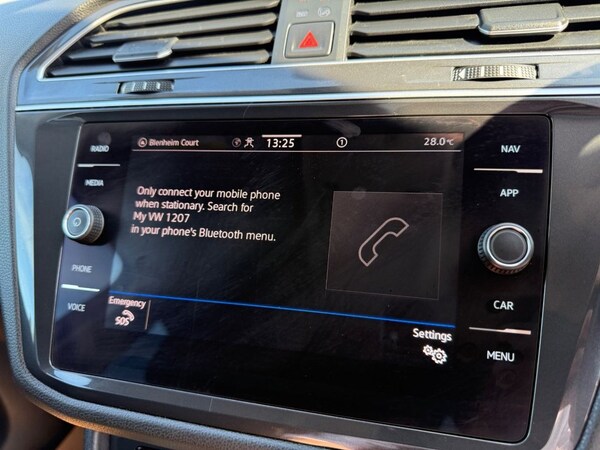 RADIO
MEDIA
PHONE
VOICE
Blenheim Court
13:25
1
28.0°C
Only connect your mobile phone
when stationary. Search for
My VW 1207
in your phone's Bluetooth menu.
Emergency
SOS
Settings
NAV
APP
CAR
MENU